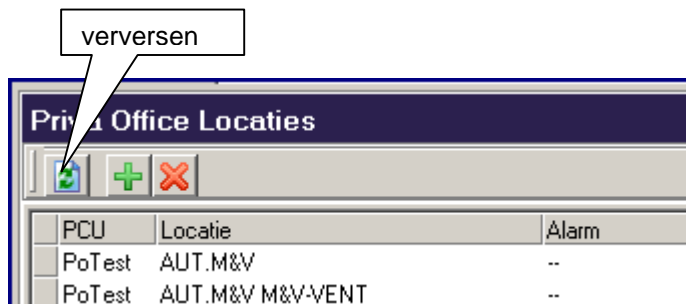 verversen
Priva Office Locaties
PCU Locatie Alarm
PoTest AUT.M&V --
PoTest AUT.M&V M&V-VENT --